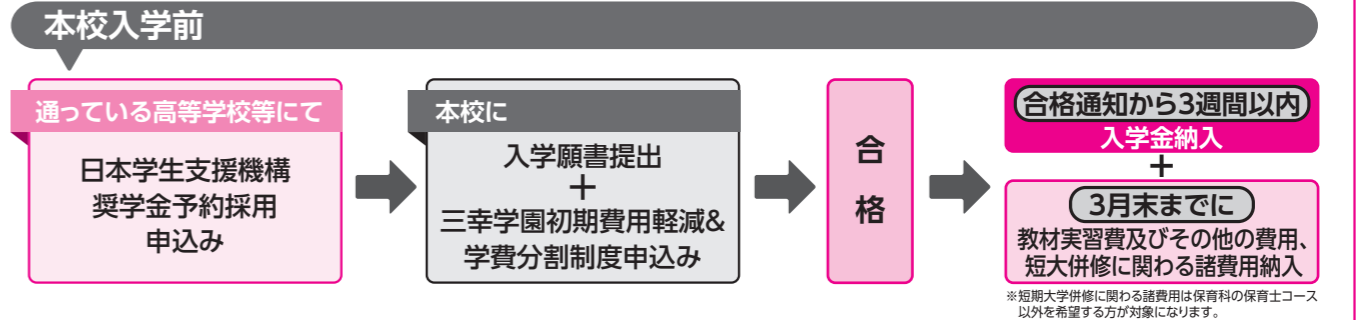 本校入学前
通っている高等学校等にて
日本学生支援機構
奨学金予約採用
申込み
本校に
入学願書提出
+
三幸学園初期費用軽減&
学費分割制度申込み
合
格
合格通知から3週間以内
入学金納入
+
3月末までに
教材実習費及びその他の費用、
短大併修に関わる諸費用納入
※短期大学併修に関わる諸費用は保育科の保育士コース
以外を希望する方が対象になります。